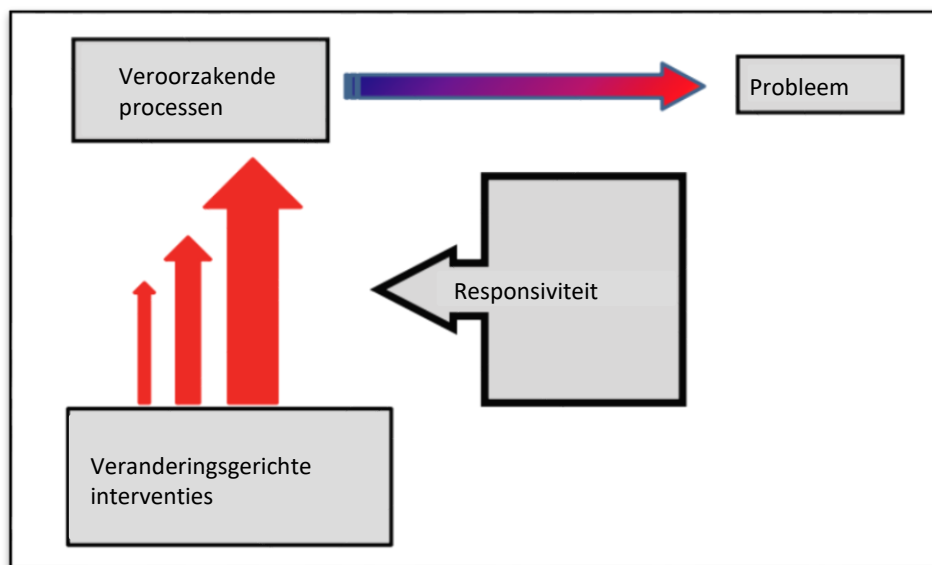 Veroorzakende
processen
Probleem
Responsiviteit
Veranderingsgerichte
interventies